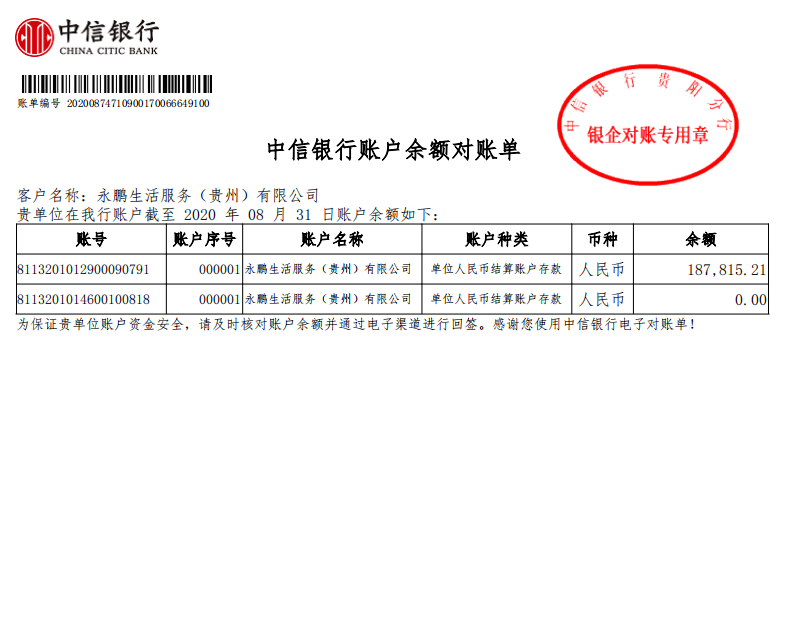 中信银行
CHINA CITIC BANK
账单编号 20200874710900170066649100
中信银行贵阳分行
银企对账专用章
中信银行账户余额对账单
客户名称：永鹏生活服务（贵州）有限公司
贵单位在我行账户截至 2020 年 08 月 31 日账户余额如下：
账号 账户序号 账户名称 账户种类 币种 余额
8113201012900090791 000001 永鹏生活服务（贵州）有限公司 单位人民币结算账户存款 人民币 187,815.21
8113201014600100818 000001 永鹏生活服务（贵州）有限公司 单位人民币结算账户存款 人民币 0.00
为保证贵单位账户资金安全，请及时核对账户余额并通过电子渠道进行回签。感谢您使用中信银行电子对账单！